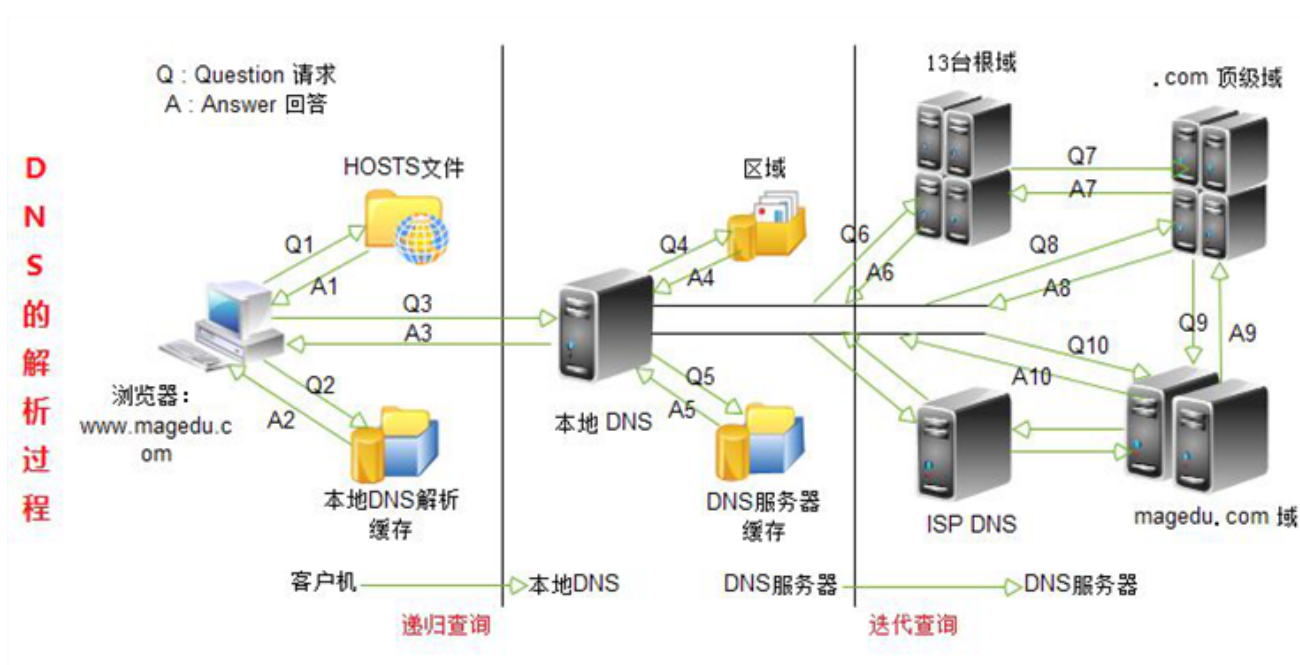 DNS的解析过程
Q : Question 请求
A : Answer 回答
HOSTS文件
Q1
A1
Q3
A3
Q2
A2
浏览器：
www.magedu.c
om
本地DNS解析
缓存
区域
Q4
A4
Q5
A5
本地 DNS
DNS服务器
缓存
13台根域
.com 顶级域
Q7
A7
Q6
A6
Q8
A8
Q9
A9
Q10
A10
ISP DNS
magedu.com 域
客户机
本地DNS
DNS服务器
DNS服务器
递归查询
迭代查询